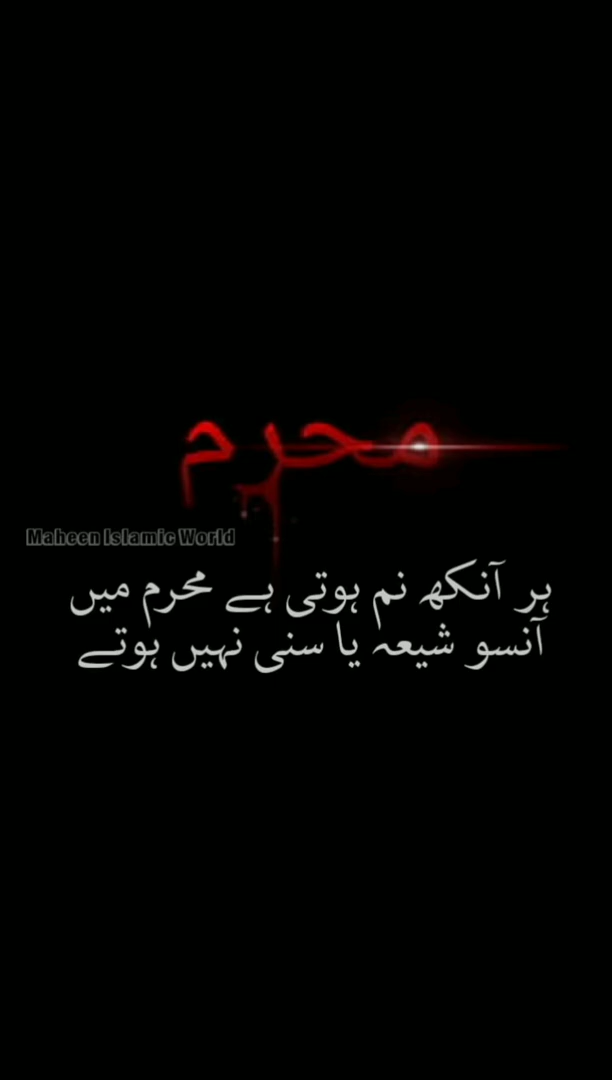 محرم
Maheen Islamic World
ہر آنکھ نم ہوتی ہے محرم میں
آنسو شیعہ یا سنی نہیں ہوتے